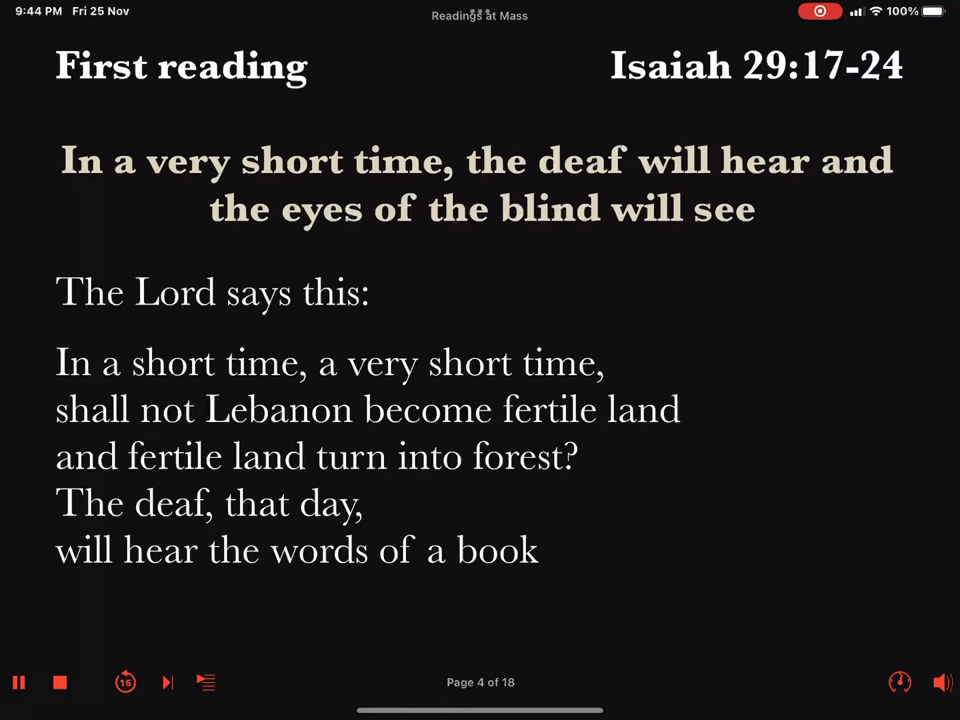 9:44 PM Fri 25 Nov
Readings at Mass
100%
First reading
Isaiah 29:17-24
In a very short time, the deaf will hear and
the eyes of the blind will see
The Lord says this:
In a short time, a very short time,
shall not Lebanon become fertile land
and fertile land turn into forest?
The deaf, that day,
will hear the words of a book
15
Page 4 of 18